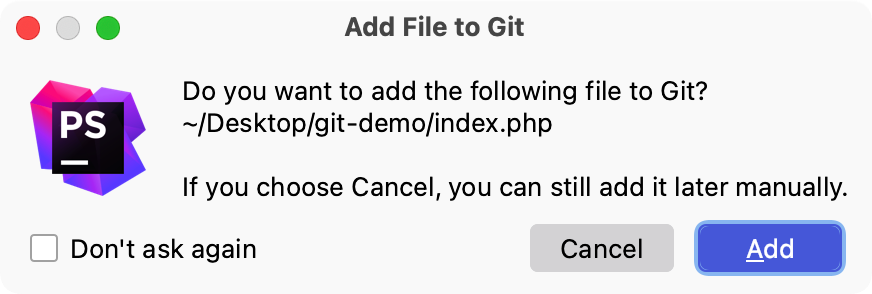 Add File to Git
PS
Do you want to add the following file to Git?
~/Desktop/git-demo/index.php
If you choose Cancel, you can still add it later manually.
Don't ask again
Cancel
Add